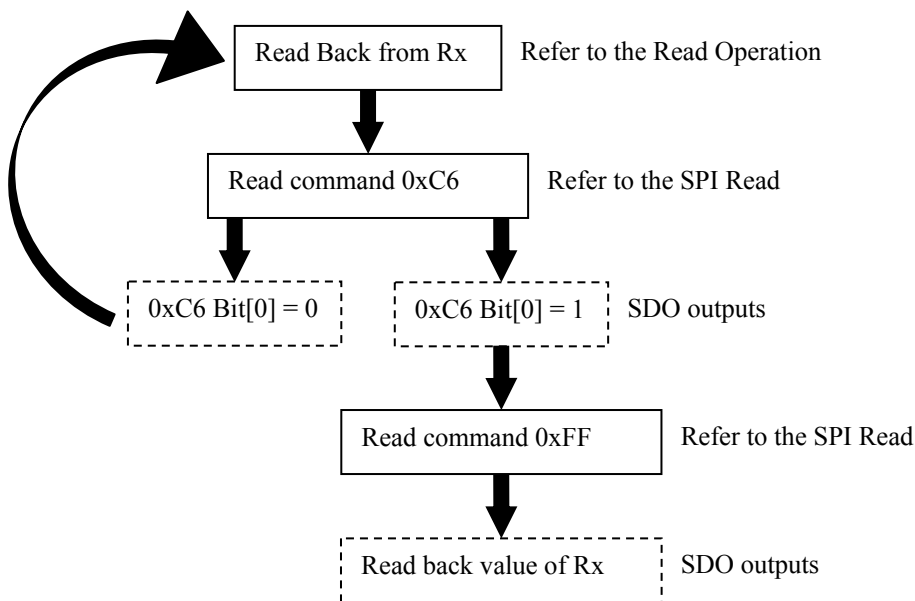 Read Back from Rx
Refer to the Read Operation
Read command 0xC6
Refer to the SPI Read
0xC6 Bit[0] = 0
0xC6 Bit[0] = 1
SDO outputs
Read command 0xFF
Refer to the SPI Read
Read back value of Rx
SDO outputs